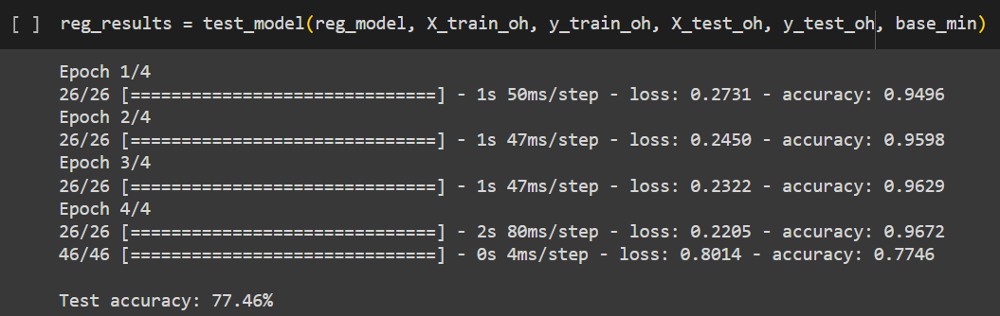 [ ] reg_results = test_model(reg_model, X_train_oh, y_train_oh, X_test_oh, y_test_oh, base_min)
Epoch 1/4
26/26 [==============================] - 1s 50ms/step - loss: 0.2731 - accuracy: 0.9496
Epoch 2/4
26/26 [==============================] - 1s 47ms/step - loss: 0.2450 - accuracy: 0.9598
Epoch 3/4
26/26 [==============================] - 1s 47ms/step - loss: 0.2322 - accuracy: 0.9629
Epoch 4/4
26/26 [==============================] - 2s 80ms/step - loss: 0.2205 - accuracy: 0.9672
46/46 [==============================] - 0s 4ms/step - loss: 0.8014 - accuracy: 0.7746
Test accuracy: 77.46%